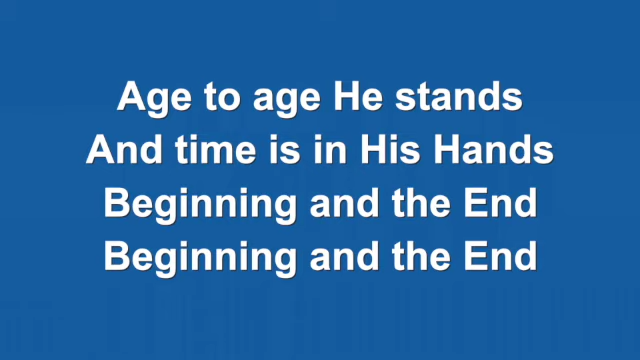 Age to age He stands
And time is in His Hands
Beginning and the End
Beginning and the End